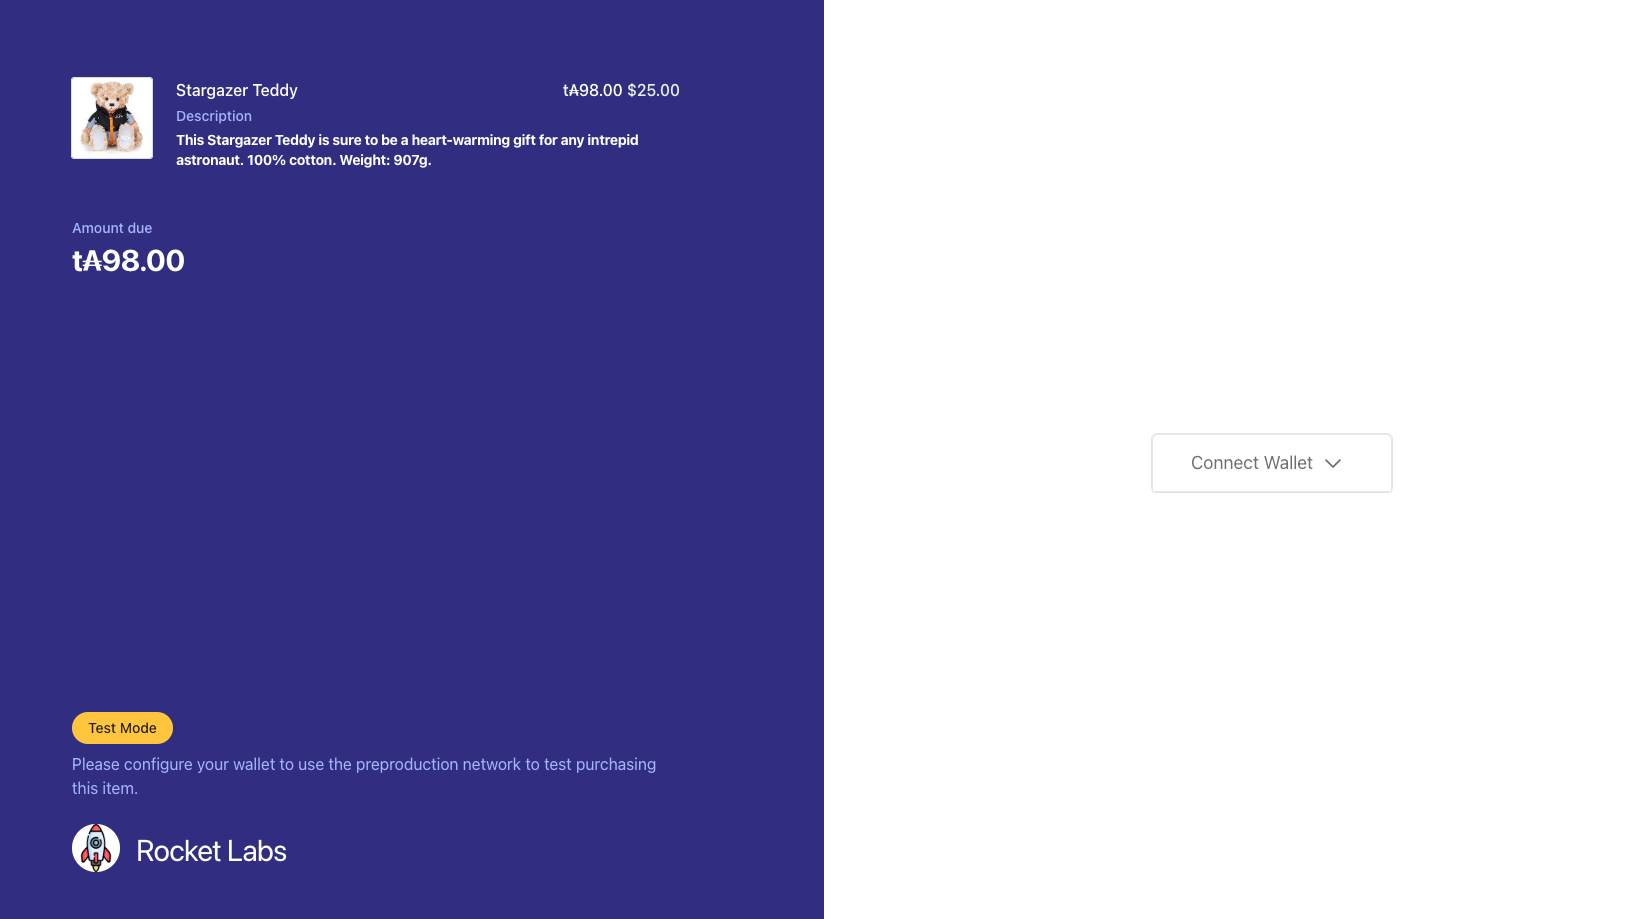 Stargazer Teddy
t₳98.00 $25.00
Description
This Stargazer Teddy is sure to be a heart-warming gift for any intrepid
astronaut. 100% cotton. Weight: 907g.
Amount due
t₳98.00
Connect Wallet
Test Mode
Please configure your wallet to use the preproduction network to test purchasing
this item.
Rocket Labs